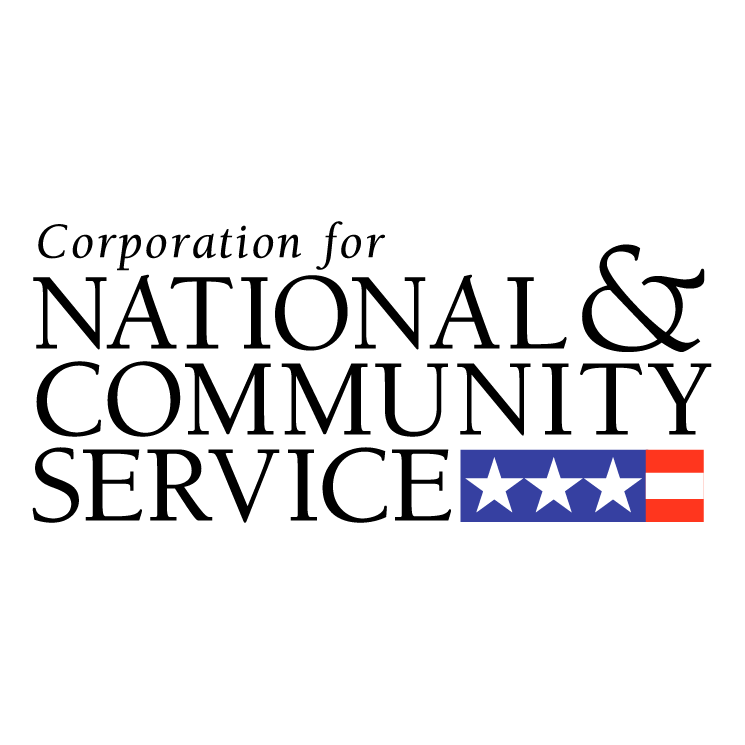 Corporation for
NATIONAL &
COMMUNITY
SERVICE